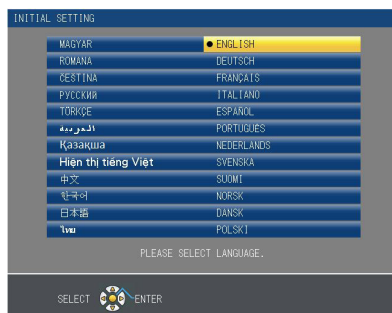 INITIAL SETTING
MAGYAR
ENGLISH
ROMÂNA
DEUTSCH
ČEŠTINA
FRANÇAIS
РУССКИЙ
ITALIANO
TÜRKÇE
ESPAÑOL
العربية
PORTUGUÊS
Қазақша
NEDERLANDS
Hiện thị tiếng Việt
SVENSKA
中文
SUOMI
한국어
NORSK
日本語
DANSK
ไทย
POLSKI
PLEASE SELECT LANGUAGE.
SELECT ENTER